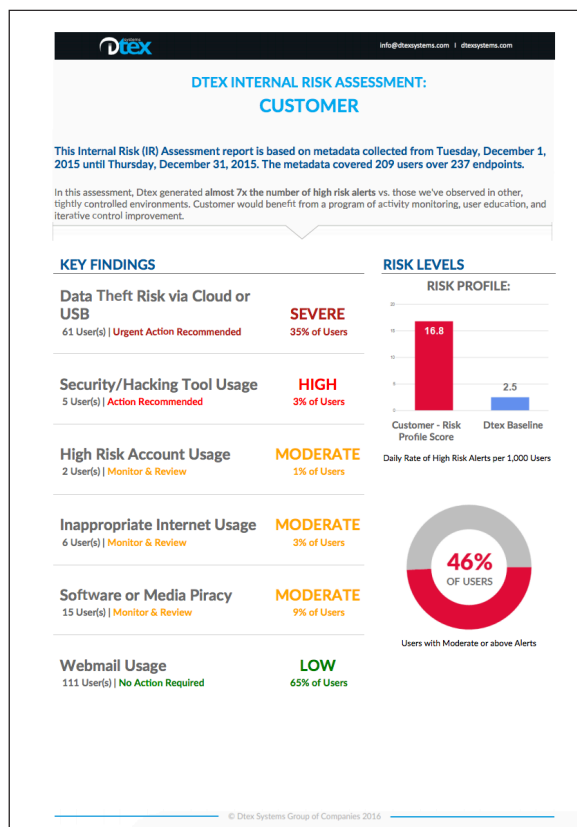 systems
Dtex
info@dtexsystems.com | dtexsystems.com
DTEX INTERNAL RISK ASSESSMENT:
CUSTOMER
This Internal Risk (IR) Assessment report is based on metadata collected from Tuesday, December 1,
2015 until Thursday, December 31, 2015. The metadata covered 209 users over 237 endpoints.
In this assessment, Dtex generated almost 7x the number of high risk alerts vs. those we've observed in other,
tightly controlled environments. Customer would benefit from a program of activity monitoring, user education, and
iterative control improvement.
KEY FINDINGS
Data Theft Risk via Cloud or
USB
SEVERE
61 User(s) | Urgent Action Recommended
35% of Users
Security/Hacking Tool Usage
HIGH
5 User(s) | Action Recommended
3% of Users
High Risk Account Usage
MODERATE
2 User(s) | Monitor & Review
1% of Users
Inappropriate Internet Usage
MODERATE
6 User(s) | Monitor & Review
3% of Users
Software or Media Piracy
MODERATE
15 User(s) | Monitor & Review
9% of Users
Webmail Usage
LOW
111 User(s) | No Action Required
65% of Users
RISK LEVELS
RISK PROFILE:
20
15
10
5
0
16.8
2.5
Customer - Risk
Profile Score
Dtex Baseline
Daily Rate of High Risk Alerts per 1,000 Users
46%
OF USERS
Users with Moderate or above Alerts
© Dtex Systems Group of Companies 2016